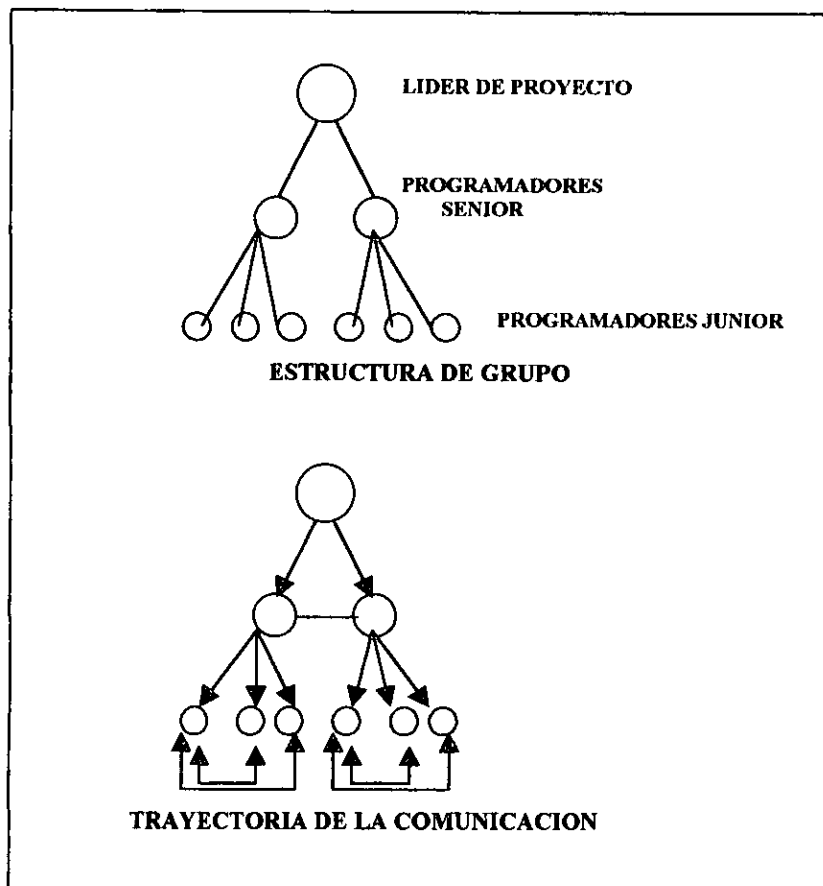 LIDER DE PROYECTO
PROGRAMADORES
SENIOR
PROGRAMADORES JUNIOR
ESTRUCTURA DE GRUPO
TRAYECTORIA DE LA COMUNICACION